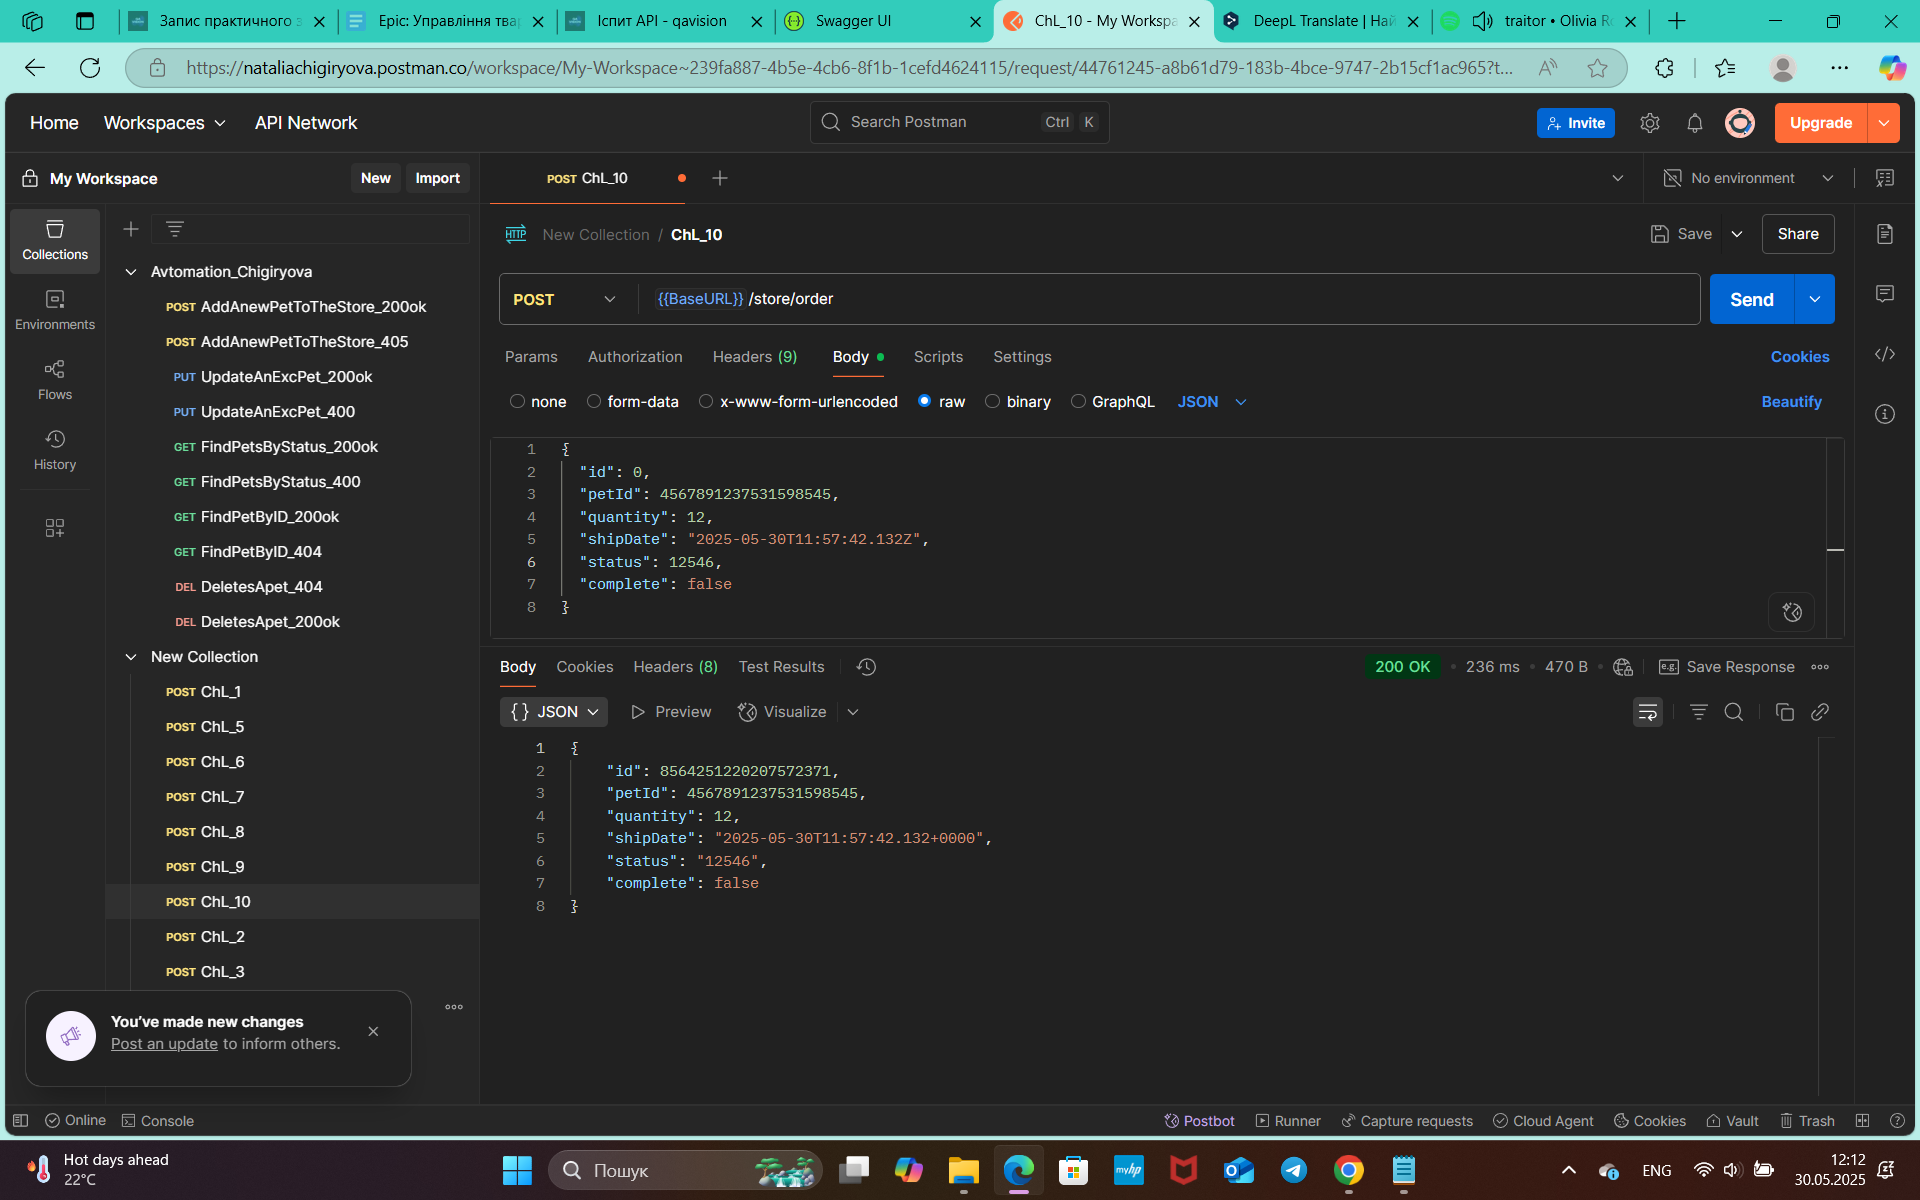 Запис практичного з
Epic: Управління тва
Іспит API - qavision
Swagger UI
ChL_10 - My Workspa
DeepL Translate | Най
traitor • Olivia Ro
https://nataliachigiryova.postman.co/workspace/My-Workspace~239fa887-4b5e-4cb6-8f1b-1cefd4624115/request/44761245-a8b61d79-183b-4bce-9747-2b15cf1ac965?t...
Home
Workspaces
API Network
Search Postman
Ctrl
K
Invite
Upgrade
My Workspace
New
Import
POST ChL_10
No environment
Collections
Environments
Flows
History
Avtomation_Chigiryova
POST AddAnewPetToTheStore_200ok
POST AddAnewPetToTheStore_405
PUT UpdateAnExcPet_200ok
PUT UpdateAnExcPet_400
GET FindPetsByStatus_200ok
GET FindPetsByStatus_400
GET FindPetByID_200ok
GET FindPetByID_404
DEL DeletesApet_404
DEL DeletesApet_200ok
New Collection
POST ChL_1
POST ChL_5
POST ChL_6
POST ChL_7
POST ChL_8
POST ChL_9
POST ChL_10
POST ChL_2
POST ChL_3
You've made new changes
Post an update to inform others.
HTTP New Collection / ChL_10
Save
Share
POST
{{BaseURL}} /store/order
Send
Params
Authorization
Headers (9)
Body
Scripts
Settings
Cookies
none
form-data
x-www-form-urlencoded
raw
binary
GraphQL
JSON
Beautify
1 {
2 "id": 0,
3 "petId": 4567891237531598545,
4 "quantity": 12,
5 "shipDate": "2025-05-30T11:57:42.132Z",
6 "status": 12546,
7 "complete": false
8 }
Body
Cookies
Headers (8)
Test Results
200 OK • 236 ms • 470 B
e.g. Save Response
{} JSON
Preview
Visualize
1 {
2 "id": 8564251220207572371,
3 "petId": 4567891237531598545,
4 "quantity": 12,
5 "shipDate": "2025-05-30T11:57:42.132+0000",
6 "status": "12546",
7 "complete": false
8 }
Online
Console
Postbot
Runner
Capture requests
Cloud Agent
Cookies
Vault
Trash
Hot days ahead
22°C
Пошук
myhp
ENG
12:12
30.05.2025